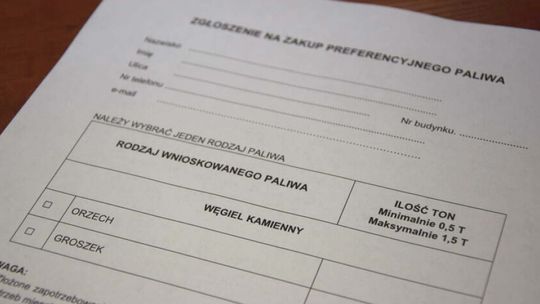 ZGŁOSZENIE NA ZAKUP PREFERENCYJNEGO PALIWA
Nazwisko
Imię
Ulica
Nr budynku.
Nr telefonu
e-mail
NALEŻY WYBRAĆ JEDEN RODZAJ PALIWA
RODZAJ WNIOSKOWANEGO PALIWA
ILOŚĆ TON
Minimalnie 0,5 T
Maksymalnie 1,5 T
WĘGIEL KAMIENNY
ORZECH
GROSZEK
WAGA: